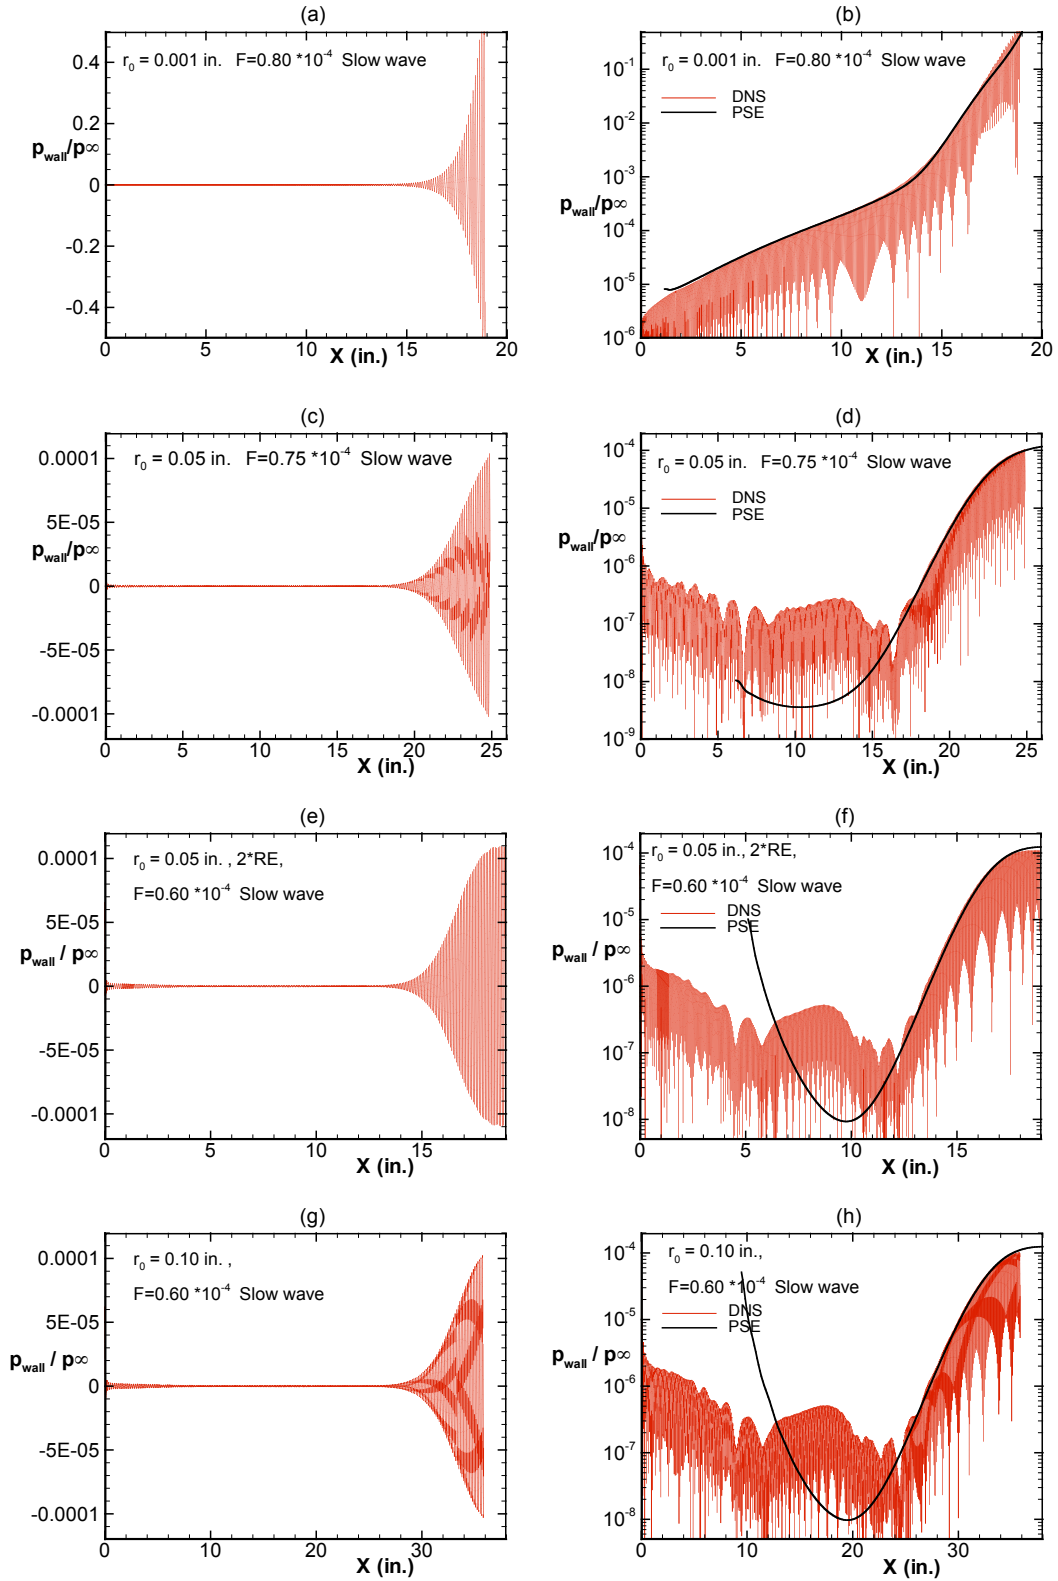 (a)
r0 = 0.001 in. F=0.80 *10-4 Slow wave
0.4
0.2
pwall/p∞
0
-0.2
-0.4
0 5 10 15 20
X (in.)
(b)
r0 = 0.001 in. F=0.80 *10-4 Slow wave
DNS
PSE
10-1
10-2
10-3
pwall/p∞
10-4
10-5
10-6
5 10 15 20
X (in.)
(c)
r0 = 0.05 in. F=0.75 *10-4 Slow wave
0.0001
5E-05
pwall/p∞
0
-5E-05
-0.0001
0 5 10 15 20 25
X (in.)
(d)
r0 = 0.05 in. F=0.75 *10-4 Slow wave
DNS
PSE
10-4
10-5
pwall/p∞
10-6
10-7
10-8
10-9
0 5 10 15 20 25
X (in.)
(e)
r0 = 0.05 in. , 2*RE,
F=0.60 *10-4 Slow wave
0.0001
5E-05
pwall / p∞
0
-5E-05
-0.0001
0 5 10 15
X (in.)
(f)
r0 = 0.05 in., 2*RE,
F=0.60 *10-4 Slow wave
DNS
PSE
10-4
10-5
pwall / p∞
10-6
10-7
10-8
0 5 10 15
X (in.)
(g)
r0 = 0.10 in. ,
F=0.60 *10-4 Slow wave
0.0001
5E-05
pwall / p∞
0
-5E-05
-0.0001
0 10 20 30
X (in.)
(h)
r0 = 0.10 in.,
F=0.60 *10-4 Slow wave
DNS
PSE
10-4
10-5
pwall / p∞
10-6
10-7
10-8
0 10 20 30
X (in.)